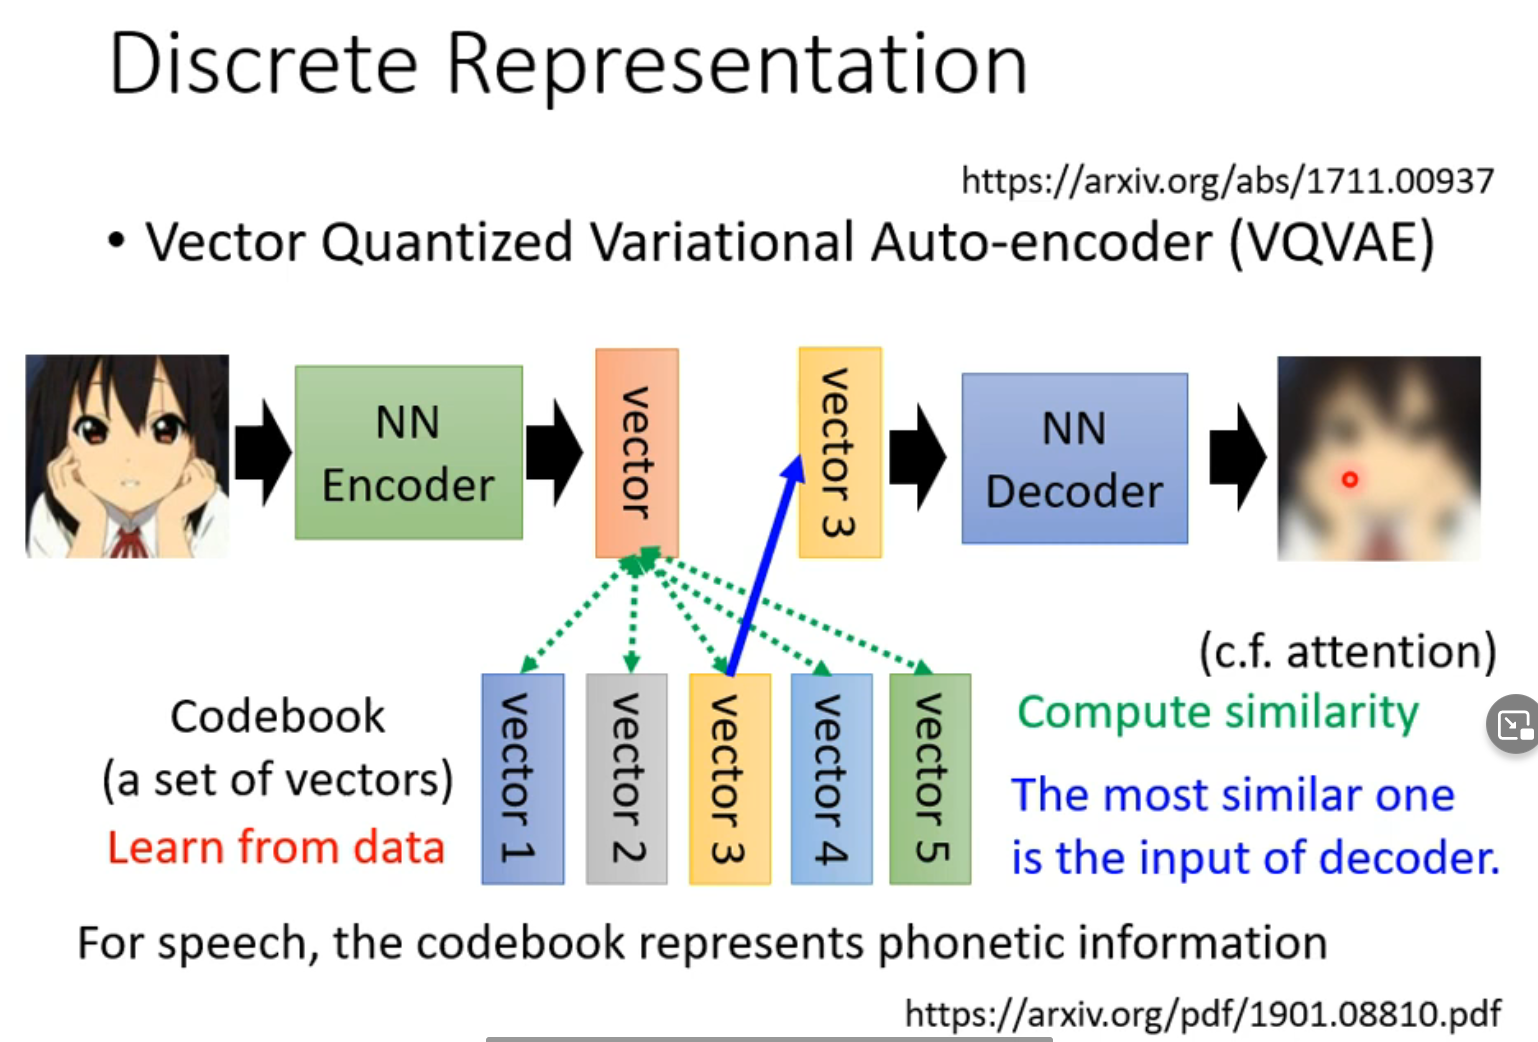 Discrete Representation
https://arxiv.org/abs/1711.00937
• Vector Quantized Variational Auto-encoder (VQVAE)
NN
Encoder
vector
vector 3
NN
Decoder
(c.f. attention)
Codebook
(a set of vectors)
Learn from data
vector 1
vector 2
vector 3
vector 4
vector 5
Compute similarity
The most similar one
is the input of decoder.
For speech, the codebook represents phonetic information
https://arxiv.org/pdf/1901.08810.pdf